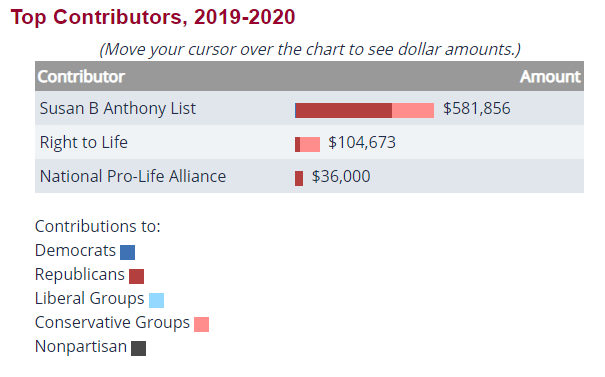 Top Contributors, 2019-2020
(Move your cursor over the chart to see dollar amounts.)
Contributor Amount
Susan B Anthony List $581,856
Right to Life $104,673
National Pro-Life Alliance $36,000
Contributions to:
Democrats
Republicans
Liberal Groups
Conservative Groups
Nonpartisan